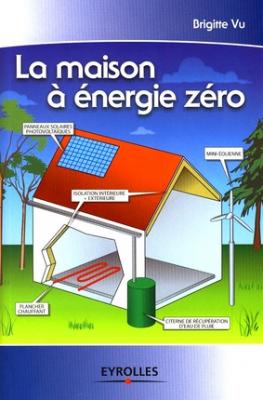 Brigitte Vu
La maison
à énergie zéro
PANNEAUX SOLAIRES
PHOTOVOLTAÏQUES
MINI-ÉOLIENNE
ISOLATION INTÉRIEURE
+ EXTÉRIEURE
PLANCHER
CHAUFFANT
CITERNE DE RÉCUPÉRATION
D'EAU DE PLUIE
EYROLLES